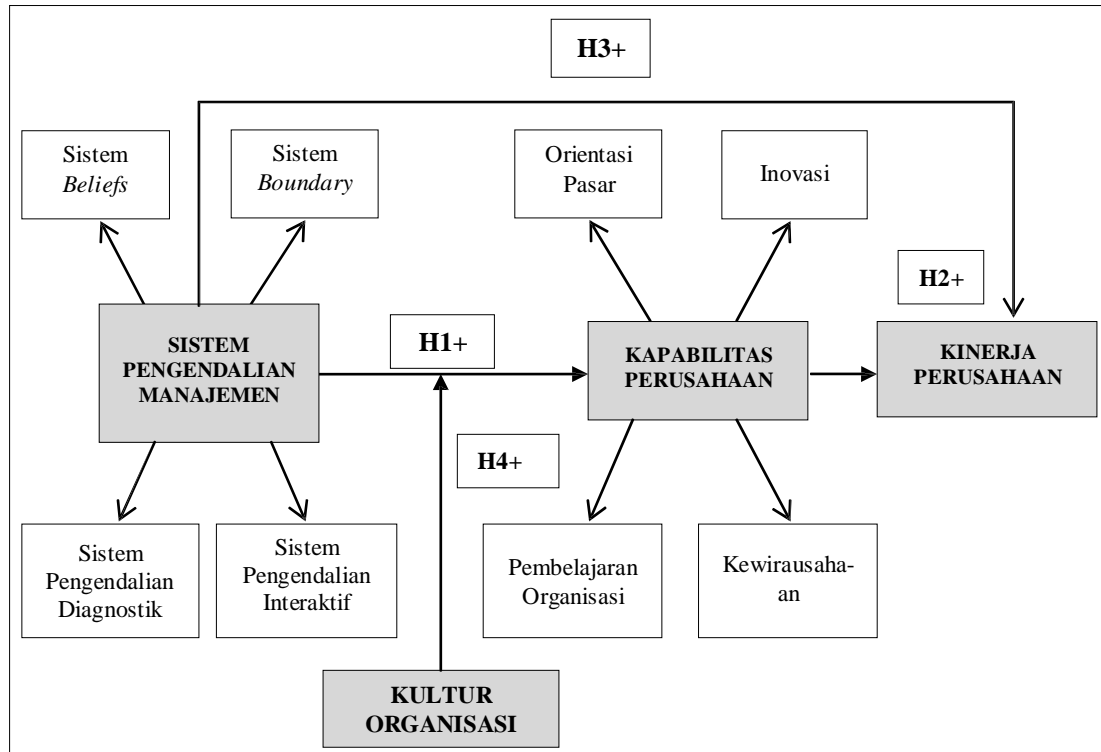 H3+
Sistem
Beliefs
Sistem
Boundary
Orientasi
Pasar
Inovasi
H2+
SISTEM
PENGENDALIAN
MANAJEMEN
H1+
KAPABILITAS
PERUSAHAAN
KINERJA
PERUSAHAAN
H4+
Sistem
Pengendalian
Diagnostik
Sistem
Pengendalian
Interaktif
Pembelajaran
Organisasi
Kewirausaha-
an
KULTUR
ORGANISASI